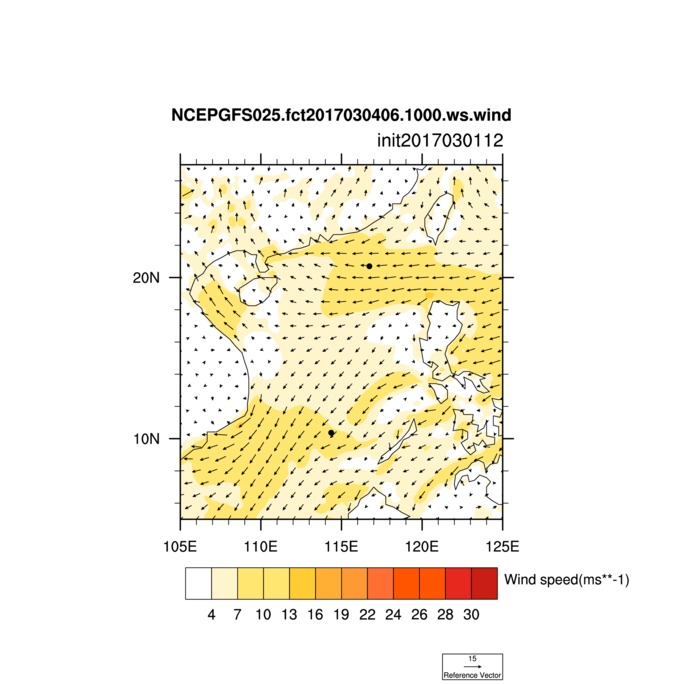 NCEPGFS025.fct2017030406.1000.ws.wind
init2017030112
20N
10N
105E 110E 115E 120E 125E
Wind speed(ms**-1)
4 7 10 13 16 19 22 24 26 28 30
15
Reference Vector